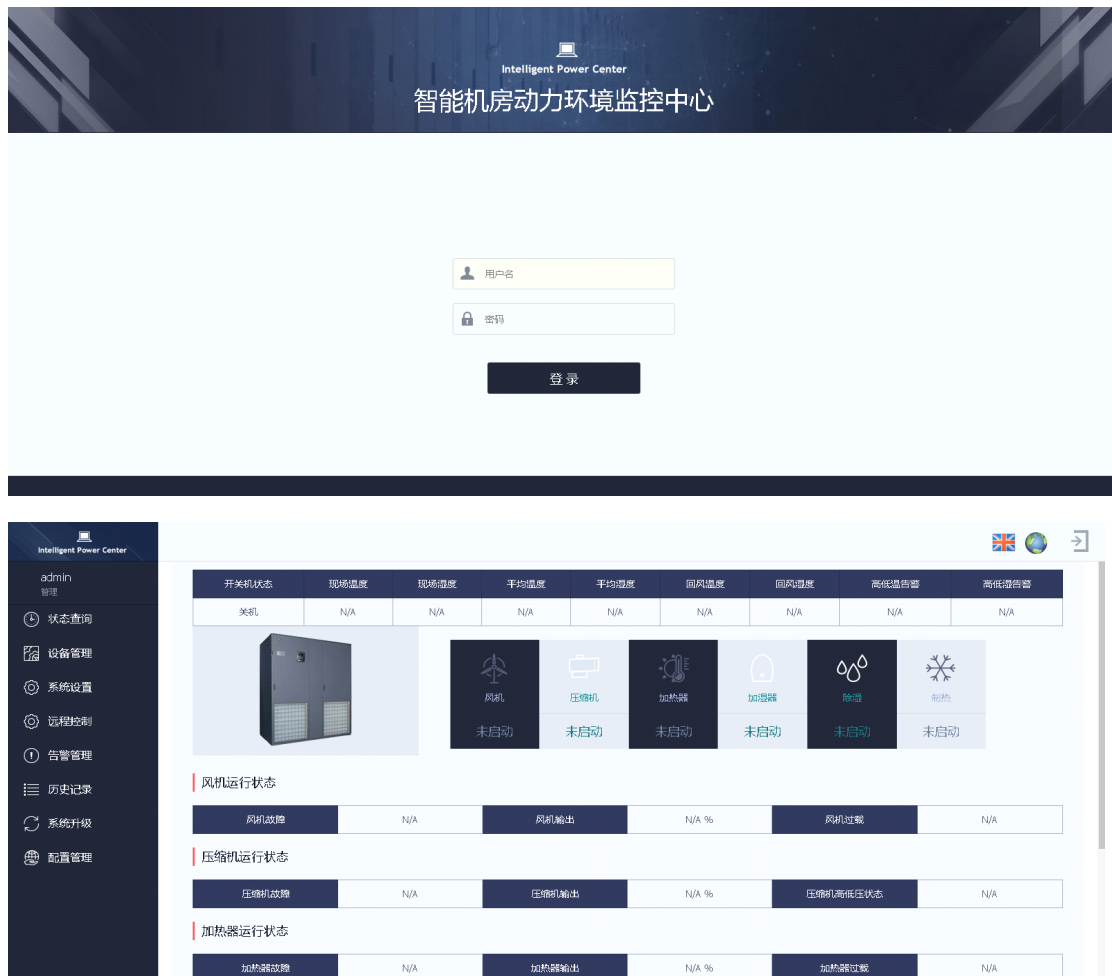 Intelligent Power Center
智能机房动力环境监控中心
用户名
密码
登 录
Intelligent Power Center
admin
管理
状态查询
设备管理
系统设置
远程控制
告警管理
历史记录
系统升级
配置管理
开关机状态 现场温度 现场湿度 平均温度 平均湿度 回风温度 回风湿度 高低温告警 高低湿告警
关机 N/A N/A N/A N/A N/A N/A N/A N/A
风机 压缩机 加热器 加湿器 除湿 制热
未启动 未启动 未启动 未启动 未启动 未启动
风机运行状态
风机故障 N/A 风机输出 N/A % 风机过载 N/A
压缩机运行状态
压缩机故障 N/A 压缩机输出 N/A % 压缩机高低压状态 N/A
加热器运行状态
加热器故障 N/A 加热器输出 N/A % 加热器过载 N/A